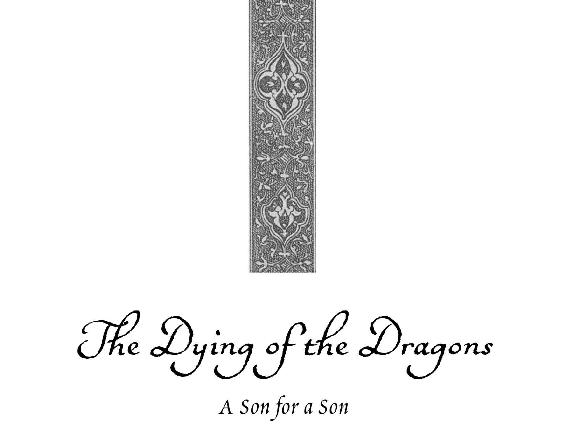 The Dying of the Dragons
A Son for a Son